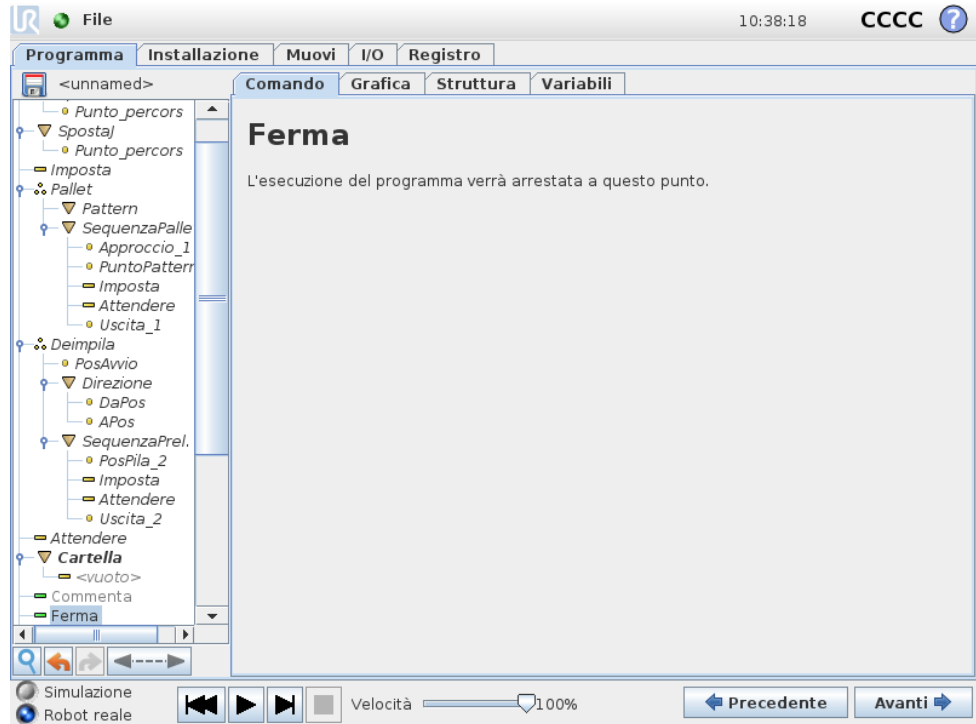 UR File 10:38:18 CCCC ?
Programma Installazione Muovi I/O Registro
<unnamed> Comando Grafica Struttura Variabili
Punto_percors
SpostaJ
Punto_percors
Imposta
Pallet
Pattern
SequenzaPalle
Approccio_1
PuntoPattern
Imposta
Attendere
Uscita_1
Deimpila
PosAvvio
Direzione
DaPos
APos
SequenzaPrel.
PosPila_2
Imposta
Attendere
Uscita_2
Attendere
Cartella
<vuoto>
Commenta
Ferma
Ferma
L'esecuzione del programma verrà arrestata a questo punto.
Simulazione
Robot reale
Velocità 100%
Precedente Avanti